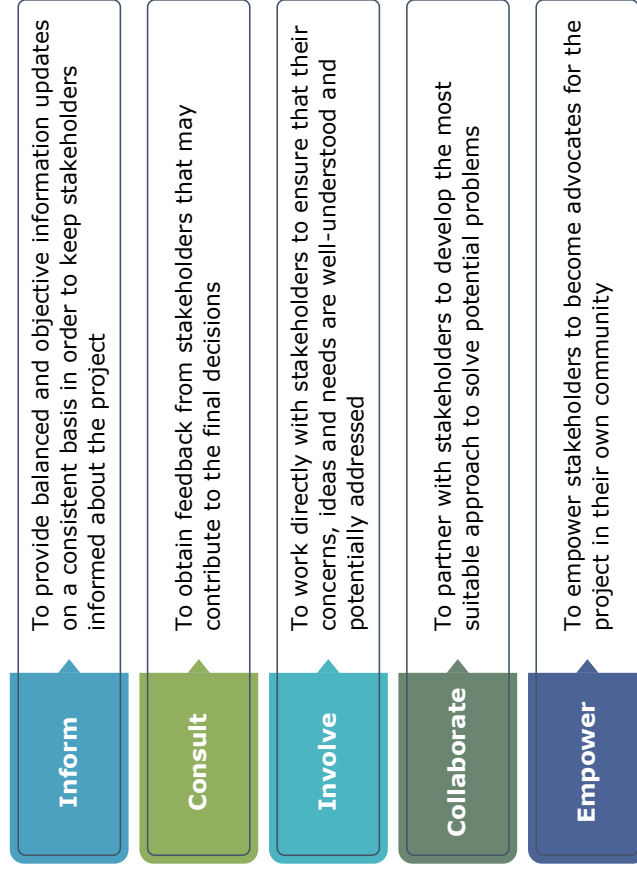 Inform
To provide balanced and objective information updates
on a consistent basis in order to keep stakeholders
informed about the project
Consult
To obtain feedback from stakeholders that may
contribute to the final decisions
Involve
To work directly with stakeholders to ensure that their
concerns, ideas and needs are well-understood and
potentially addressed
Collaborate
To partner with stakeholders to develop the most
suitable approach to solve potential problems
Empower
To empower stakeholders to become advocates for the
project in their own community